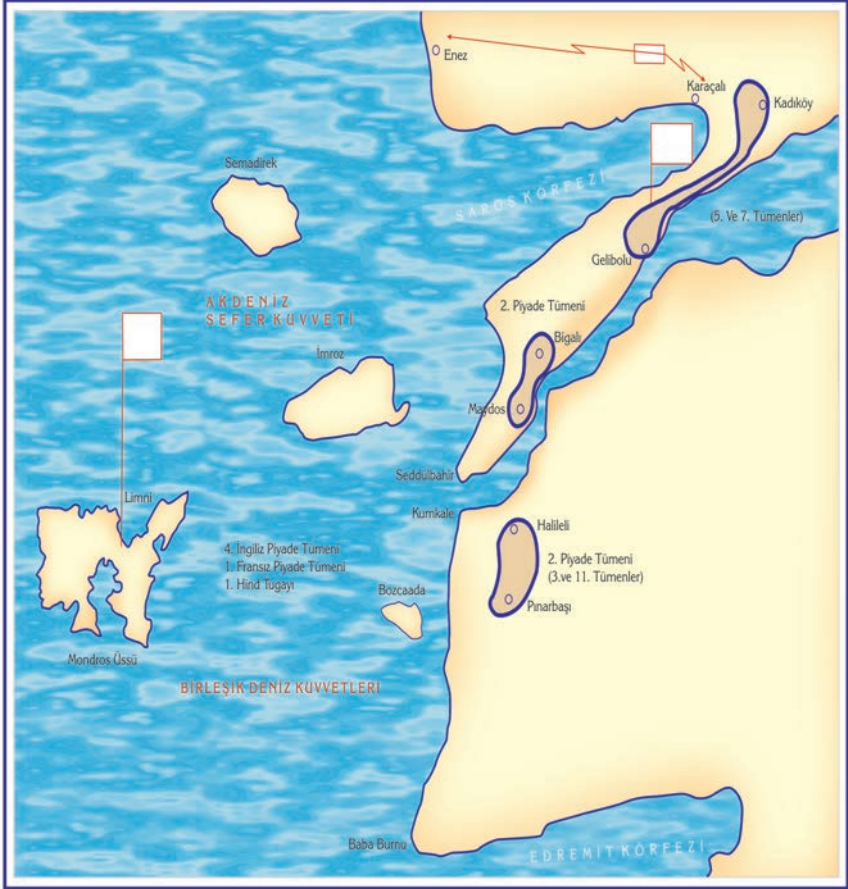 Enez
Karaçalı
Kadıköy
Semadirek
SAROS KÖRFEZİ
(5. Ve 7. Tümenler)
Gelibolu
AKDENİZ
SEFER KUVVETİ
2. Piyade Tümeni
Bigalı
İmroz
Maydos
Seddülbahir
Limni
Kumkale
Halileli
4. İngiliz Piyade Tümeni
1. Fransız Piyade Tümeni
1. Hind Tugayı
2. Piyade Tümeni
(3.ve 11. Tümenler)
Bozcaada
Pınarbaşı
Mondros Üssü
BİRLEŞİK DENİZ KUVVETLERİ
Baba Burnu
EDREMİT KÖRFEZİ